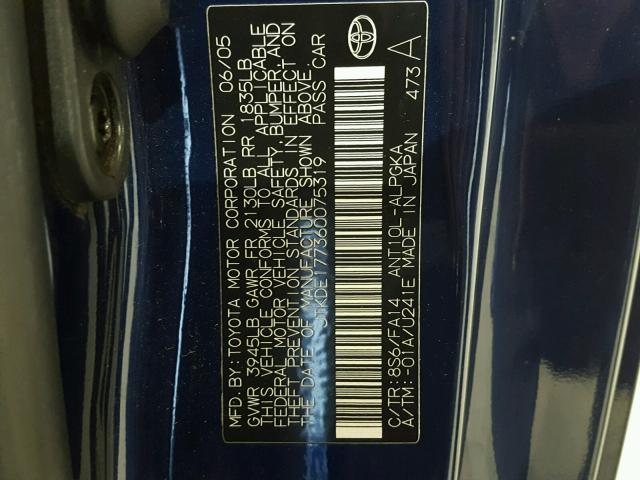 MFD. BY: TOYOTA MOTOR CORPORATION 06/05
GVWR 3945LB GAWR FR 2130LB RR 1835LB
THIS VEHICLE CONFORMS TO ALL APPLICABLE
FEDERAL MOTOR VEHICLE SAFETY, BUMPER, AND
THEFT PREVENTION STANDARDS IN EFFECT ON
THE DATE OF MANUFACTURE SHOWN ABOVE.
JTKDE177360075319 PASS CAR
C/TR: 8S6/FA14 ANT10L-ALPGKA
A/TM: -01A/U241E MADE IN JAPAN 473 A